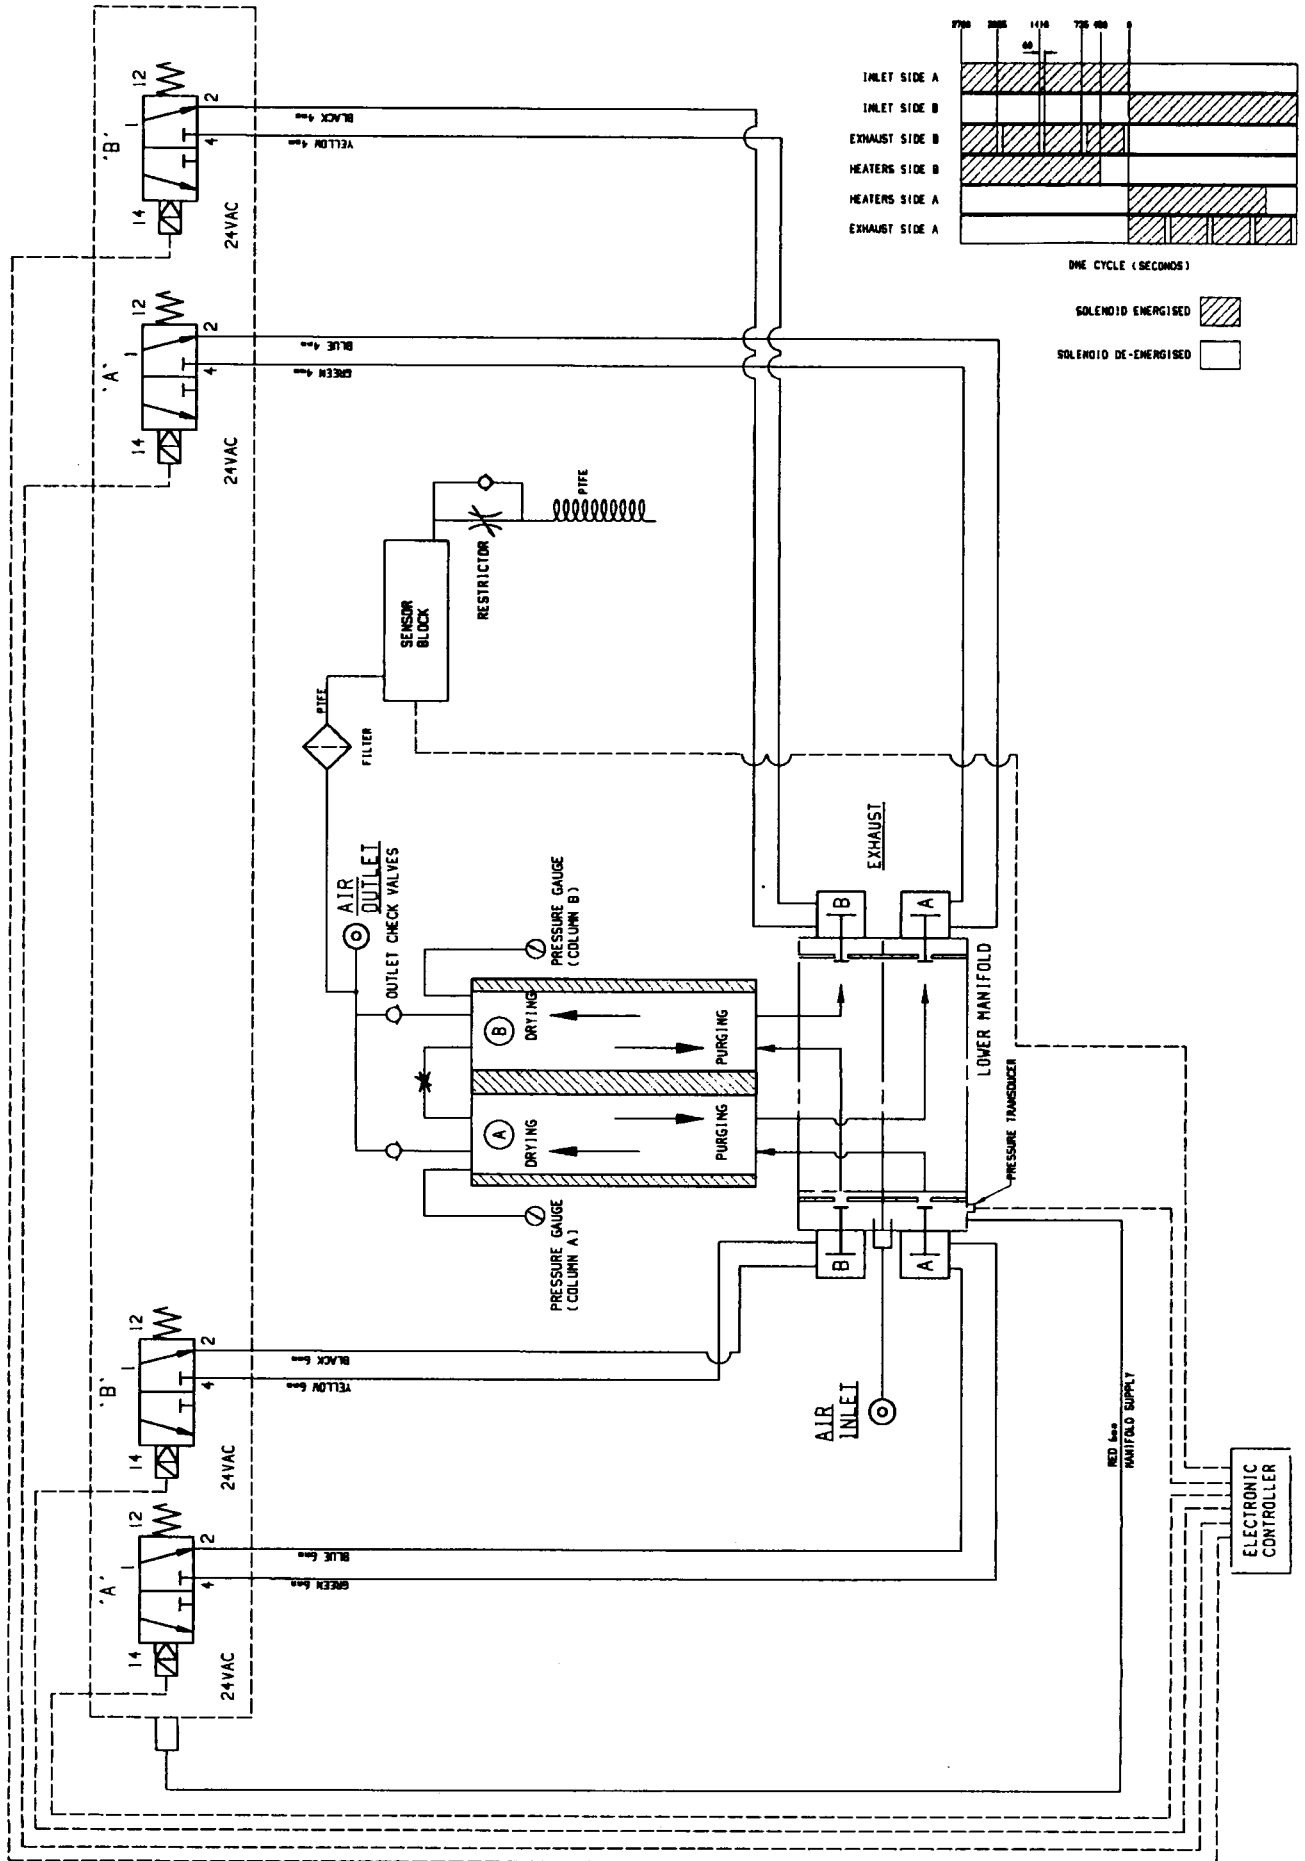 2700 2085 1410 735 480 0
60
INLET SIDE A
INLET SIDE B
EXHAUST SIDE B
HEATERS SIDE B
HEATERS SIDE A
EXHAUST SIDE A
ONE CYCLE (SECONDS)
SOLENOID ENERGISED
SOLENOID DE-ENERGISED
'B'
12
1
2
4
14
24VAC
BLACK 4mm
YELLOW 4mm
'A'
12
1
2
4
14
24VAC
BLUE 4mm
GREEN 4mm
PTFE
RESTRICTOR
SENSOR
BLOCK
PTFE
FILTER
AIR
OUTLET
OUTLET CHECK VALVES
PRESSURE GAUGE
(COLUMN B)
B
DRYING
PURGING
A
DRYING
PURGING
PRESSURE GAUGE
(COLUMN A)
EXHAUST
B
A
LOWER MANIFOLD
PRESSURE TRANSDUCER
B
A
'B'
12
1
2
4
14
24VAC
BLACK 6mm
YELLOW 6mm
AIR
INLET
'A'
12
1
2
4
14
24VAC
BLUE 6mm
GREEN 6mm
RED 6mm
MANIFOLD SUPPLY
ELECTRONIC
CONTROLLER